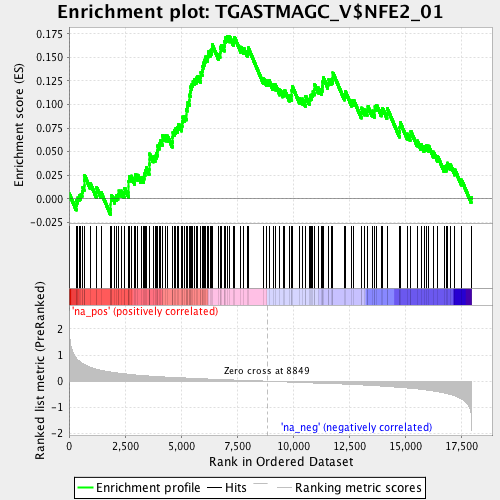 Enrichment plot: TGASTMAGC_V$NFE2_01
Enrichment score (ES)
0.175
0.150
0.125
0.100
0.075
0.050
0.025
0.000
-0.025
'na_pos' (positively correlated)
Ranked list metric (PreRanked)
2
1
0
-1
-2
Zero cross at 8849
'na_neg' (negatively correlated)
0 2,500 5,000 7,500 10,000 12,500 15,000 17,500
Rank in Ordered Dataset
Enrichment profile Hits Ranking metric scores